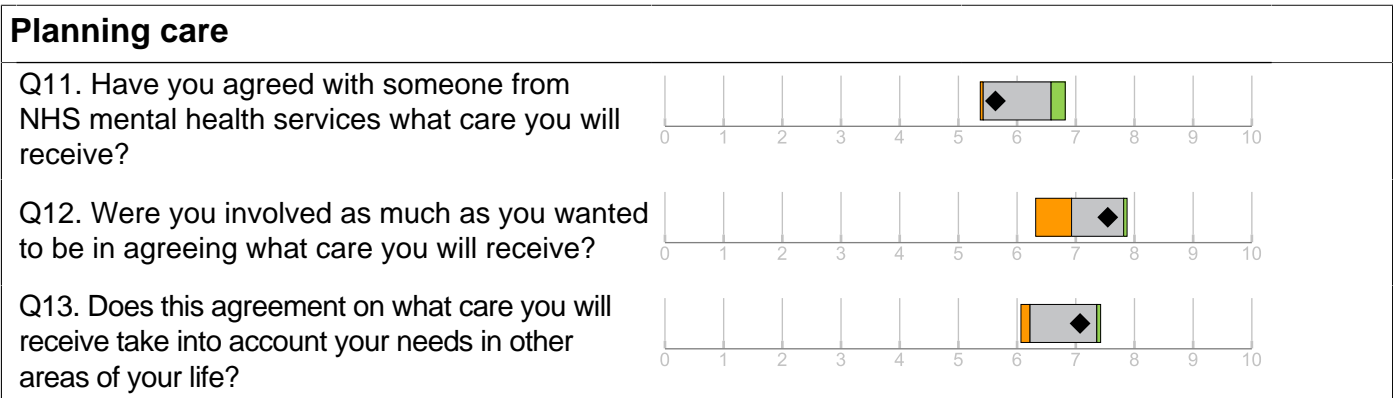 Planning care
Q11. Have you agreed with someone from
NHS mental health services what care you will
receive?
0 1 2 3 4 5 6 7 8 9 10
Q12. Were you involved as much as you wanted
to be in agreeing what care you will receive?
0 1 2 3 4 5 6 7 8 9 10
Q13. Does this agreement on what care you will
receive take into account your needs in other
areas of your life?
0 1 2 3 4 5 6 7 8 9 10